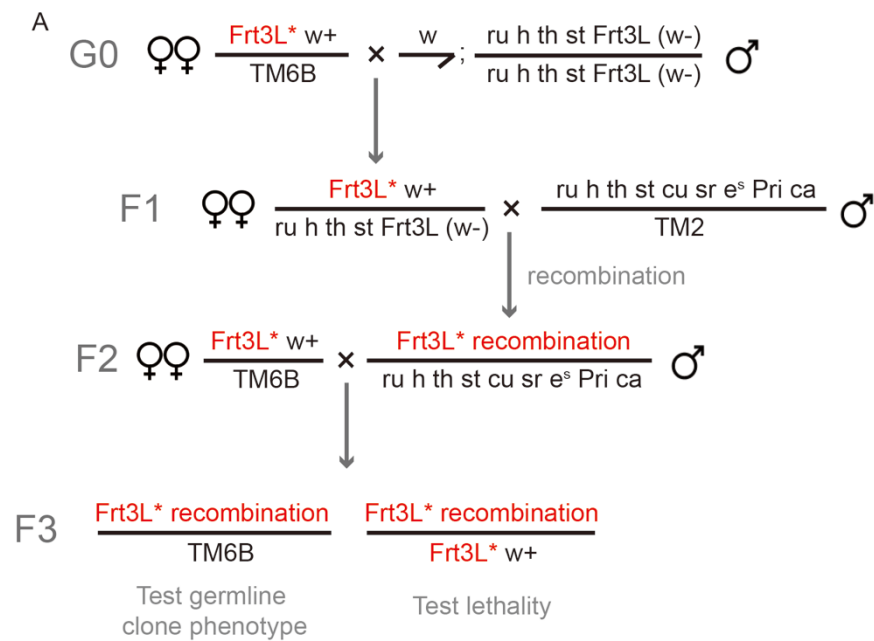 A
G0 ♀♀ Frt3L* w+ × w ; ru h th st Frt3L (w-) ♂
TM6B ru h th st Frt3L (w-)
F1 ♀♀ Frt3L* w+ × ru h th st cu sr eˢ Pri ca ♂
ru h th st Frt3L (w-) TM2
recombination
F2 ♀♀ Frt3L* w+ × Frt3L* recombination ♂
TM6B ru h th st cu sr eˢ Pri ca
F3 Frt3L* recombination Frt3L* recombination
TM6B Frt3L* w+
Test germline
clone phenotype
Test lethality